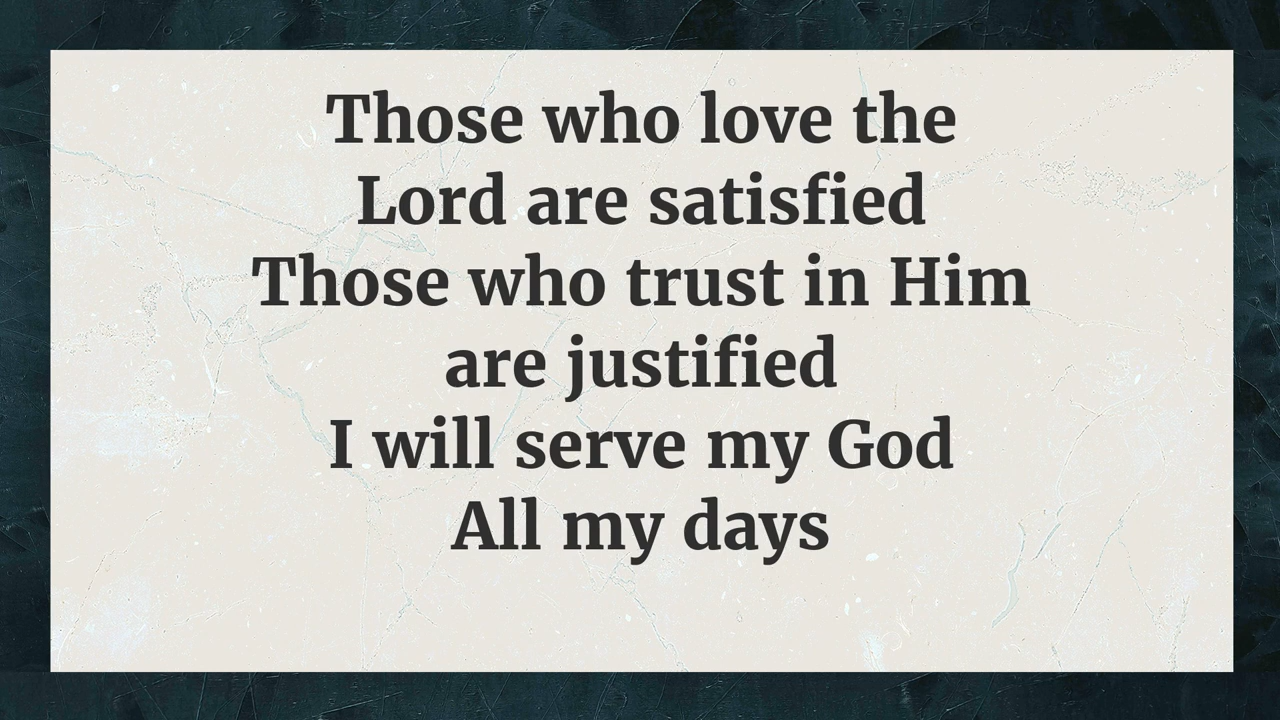 Those who love the
Lord are satisfied
Those who trust in Him
are justified
I will serve my God
All my days